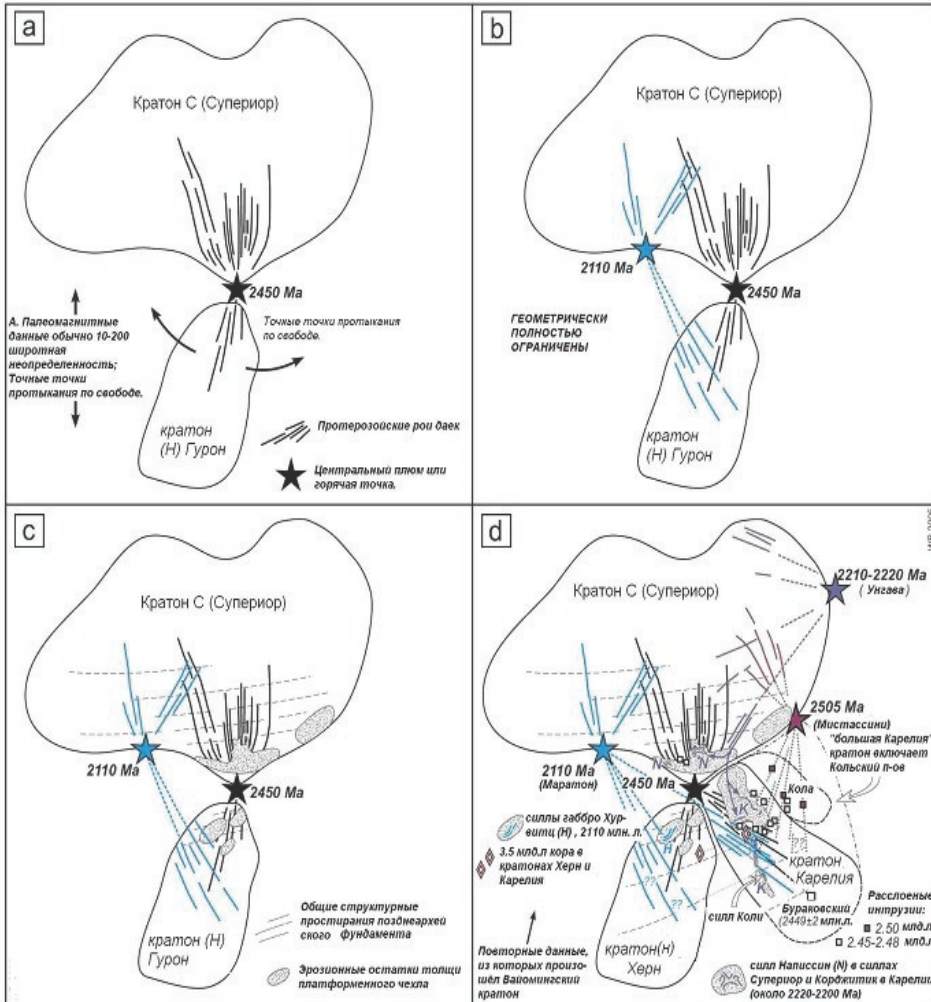 a
Кратон С (Супериор)
2450 Ma
А. Палеомагнитные
данные обычно 10-200
широтная
неопределенность;
Точные точки
протыкания по свободе.
Точные точки протыкания
по свободе.
кратон
(Н) Гурон
Протерозойские рои даек
Центральный плюм или
горячая точка.
b
Кратон С (Супериор)
2110 Ma
2450 Ma
ГЕОМЕТРИЧЕСКИ
ПОЛНОСТЬЮ
ОГРАНИЧЕНЫ
кратон
(Н) Гурон
c
Кратон С (Супериор)
2110 Ma
2450 Ma
кратон (Н)
Гурон
Общие структурные
простирания позднеархей
ского фундамента
Эрозионные остатки толщи
платформенного чехла
d
Кратон С (Супериор)
2210-2220 Ma
(Унгава)
2505 Ma
(Мистассини)
"большая Карелия"
кратон включает
Кольский п-ов
2110 Ma
(Маратон)
2450 Ma
N
N
K
Кола
силлы габбро Хур-
витц (Н) , 2110 млн. л.
H
3.5 млд.л кора в
кратонах Херн и
Карелия
??
??
??
K
кратон
Карелия
Бураковский
(2449±2 млн.л.)
силл Коли
Расслоеные
интрузии:
2.50 млд.л.
2.45-2.48 млд.л
Повторные данные,
из которых произо-
шёл Вайомингский
кратон
кратон(н)
Херн
силл Написсин (N) в силлах
Супериор и Корджитик в Карелии
(около 2220-2200 Ma)